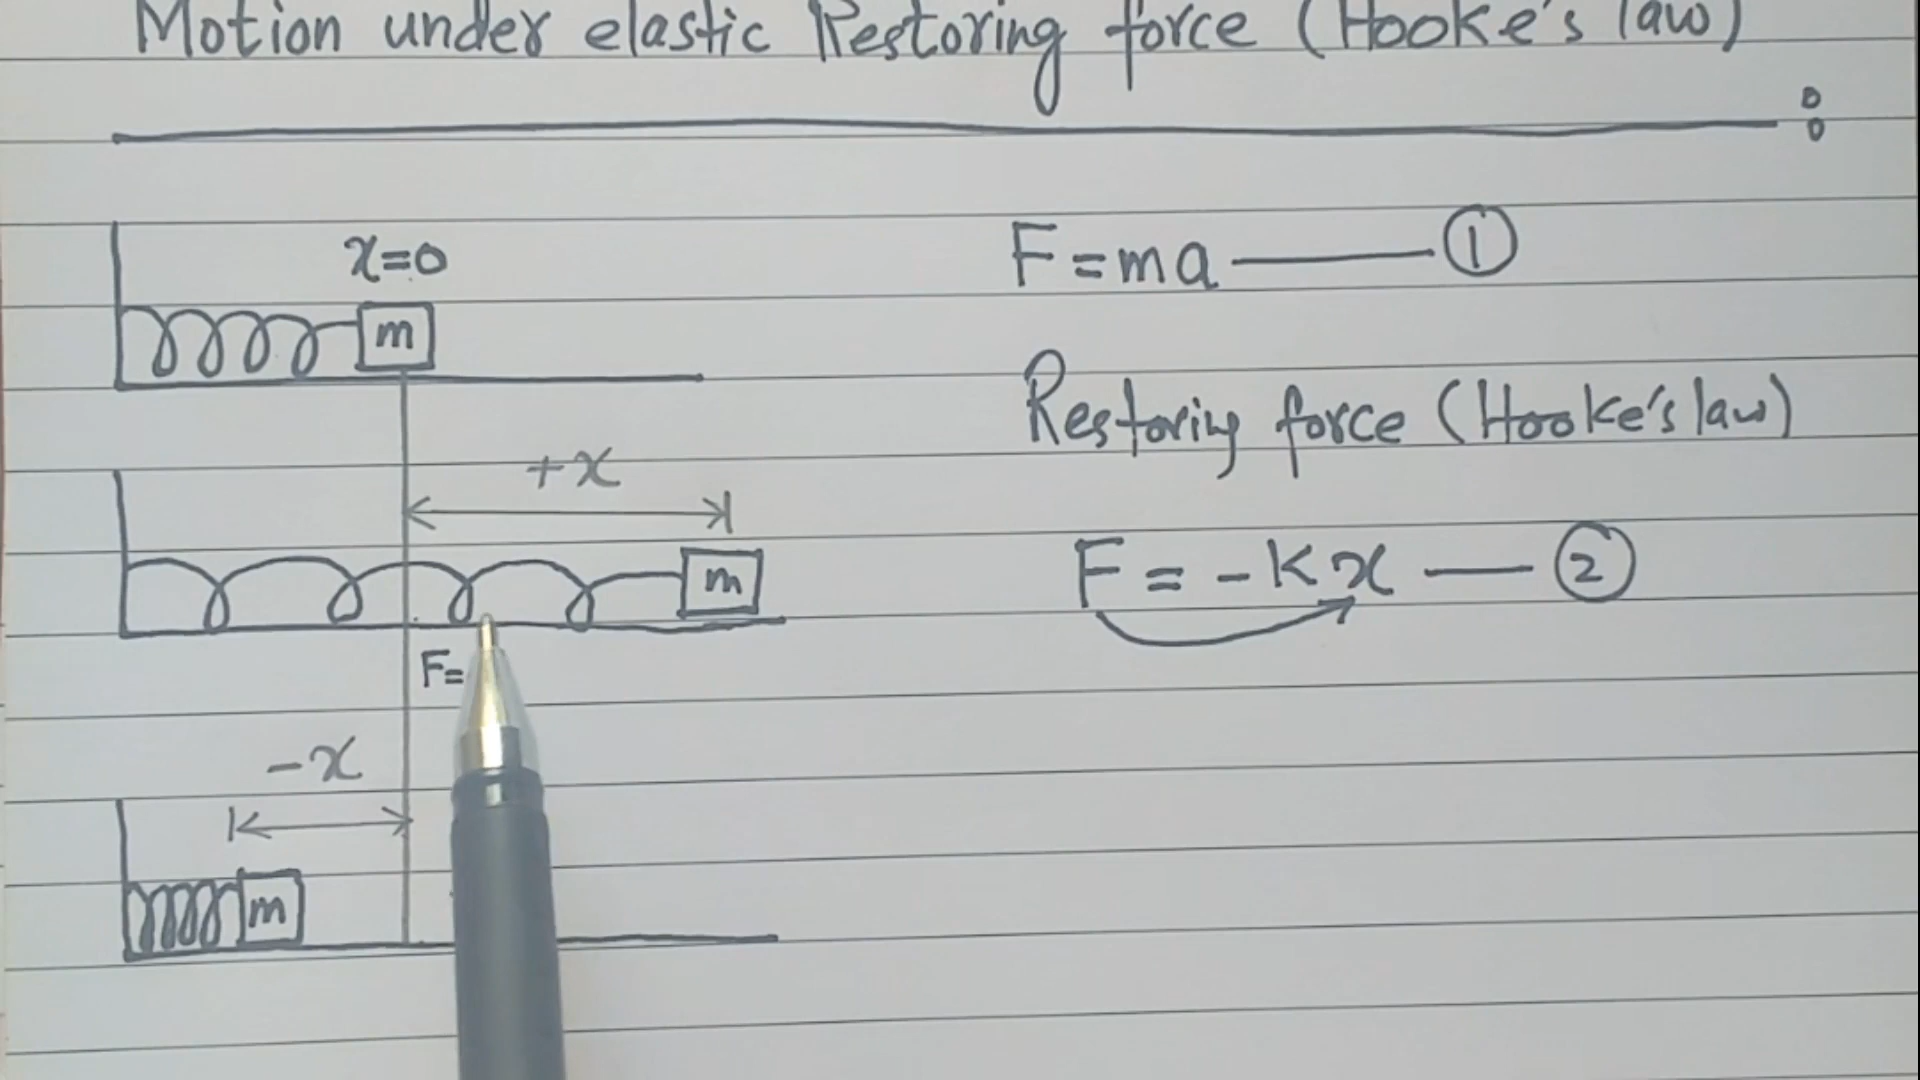 Motion under elastic Restoring force (Hooke's law) :
x=0
m
+x
m
F=
-x
m
F=ma —— ①
Restoring force (Hooke's law)
F = -Kx — ②